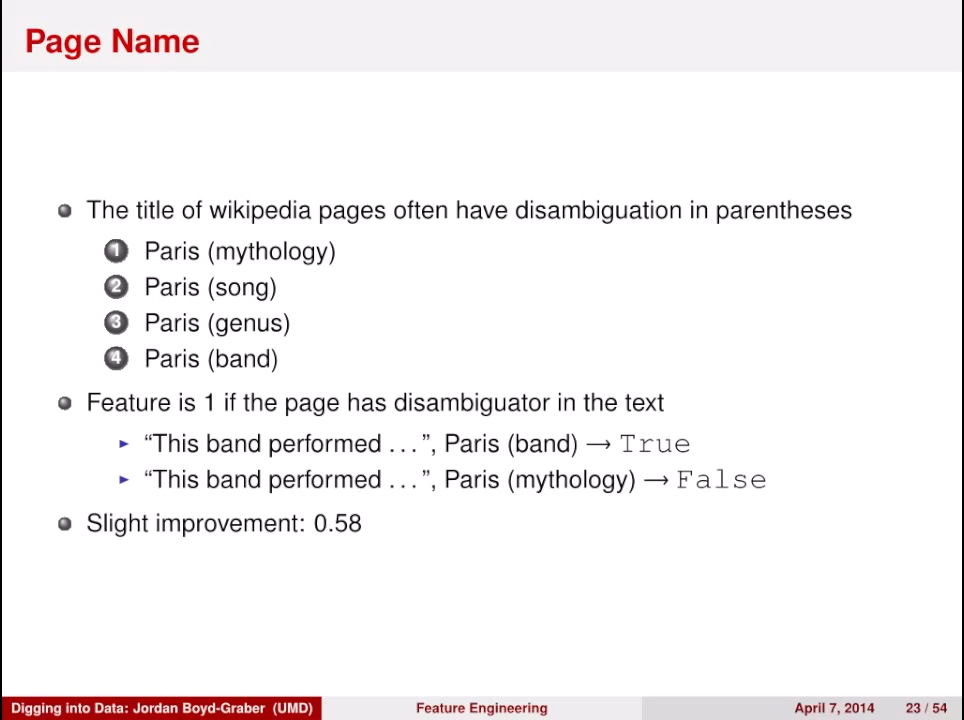 Page Name
The title of wikipedia pages often have disambiguation in parentheses
1 Paris (mythology)
2 Paris (song)
3 Paris (genus)
4 Paris (band)
Feature is 1 if the page has disambiguator in the text
“This band performed . . . ”, Paris (band) → True
“This band performed . . . ”, Paris (mythology) → False
Slight improvement: 0.58
Digging into Data: Jordan Boyd-Graber (UMD) Feature Engineering April 7, 2014 23 / 54